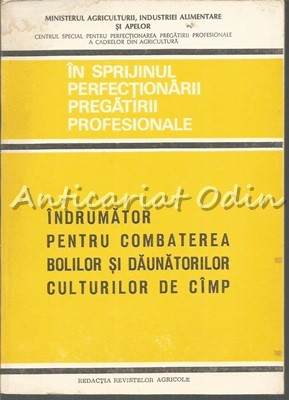 MINISTERUL AGRICULTURII, INDUSTRIEI ALIMENTARE
ȘI APELOR
CENTRUL SPECIAL PENTRU PERFECȚIONAREA PREGĂTIRII PROFESIONALE
A CADRELOR DIN AGRICULTURĂ
ÎN SPRIJINUL
PERFECȚIONĂRII
PREGĂTIRII
PROFESIONALE
Anticariat Odin
ÎNDRUMĂTOR
PENTRU COMBATEREA
BOLILOR ȘI DĂUNĂTORILOR
CULTURILOR DE CÎMP
REDACȚIA REVISTELOR AGRICOLE